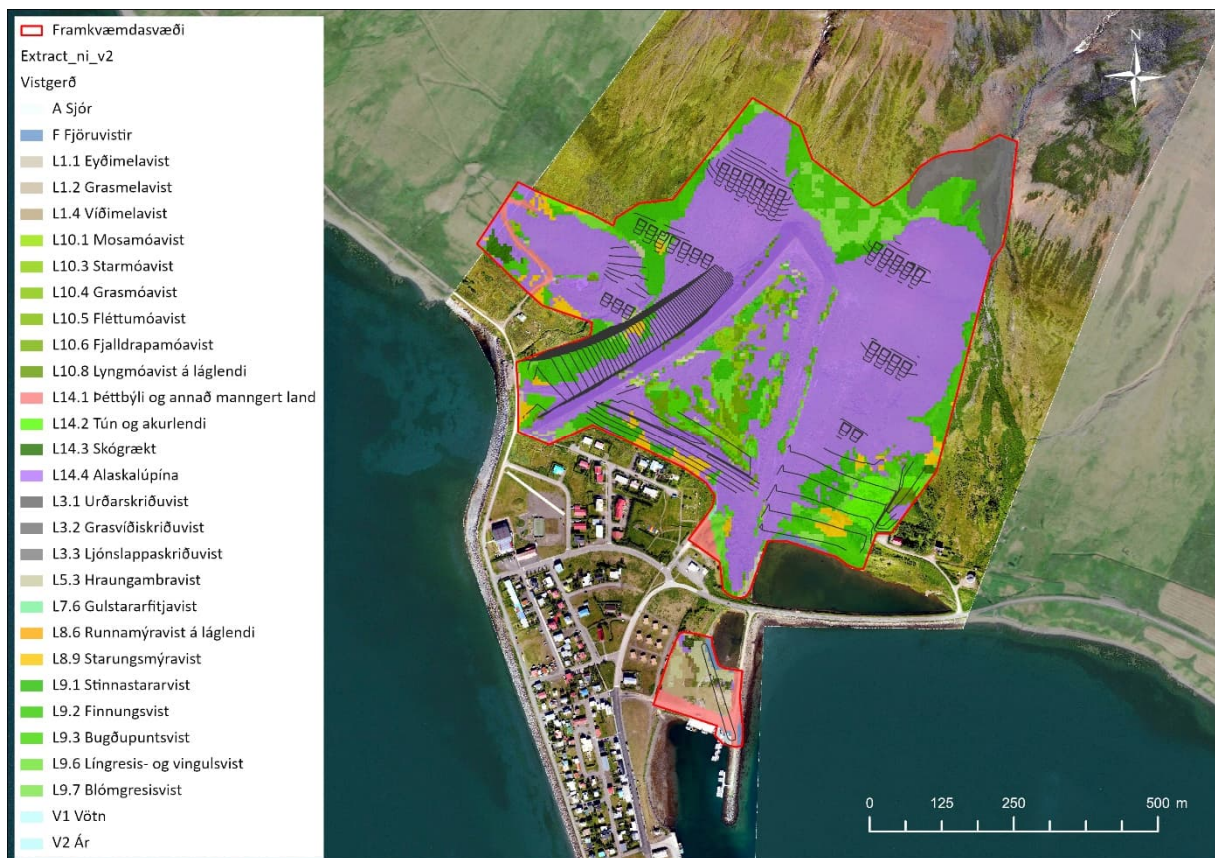 Framkvæmdasvæði
Extract_ni_v2
Vistgerð
A Sjór
F Fjöruvistir
L1.1 Eyðimelavist
L1.2 Grasmelavist
L1.4 Víðimelavist
L10.1 Mosamóavist
L10.3 Starmóavist
L10.4 Grasmóavist
L10.5 Fléttumóavist
L10.6 Fjalldrapamóavist
L10.8 Lyngmóavist á láglendi
L14.1 Þéttbýli og annað manngert land
L14.2 Tún og akurlendi
L14.3 Skógrækt
L14.4 Alaskalúpína
L3.1 Urðarskriðuvist
L3.2 Grasvíðiskriðuvist
L3.3 Ljónslappaskriðuvist
L5.3 Hraungambravist
L7.6 Gulstararfitjavist
L8.6 Runnamýravist á láglendi
L8.9 Starungsmýravist
L9.1 Stinnastararvist
L9.2 Finnungsvist
L9.3 Bugðupuntsvist
L9.6 Língresis- og vingulsvist
L9.7 Blómgresisvist
V1 Vötn
V2 Ár
N
0 125 250 500 m